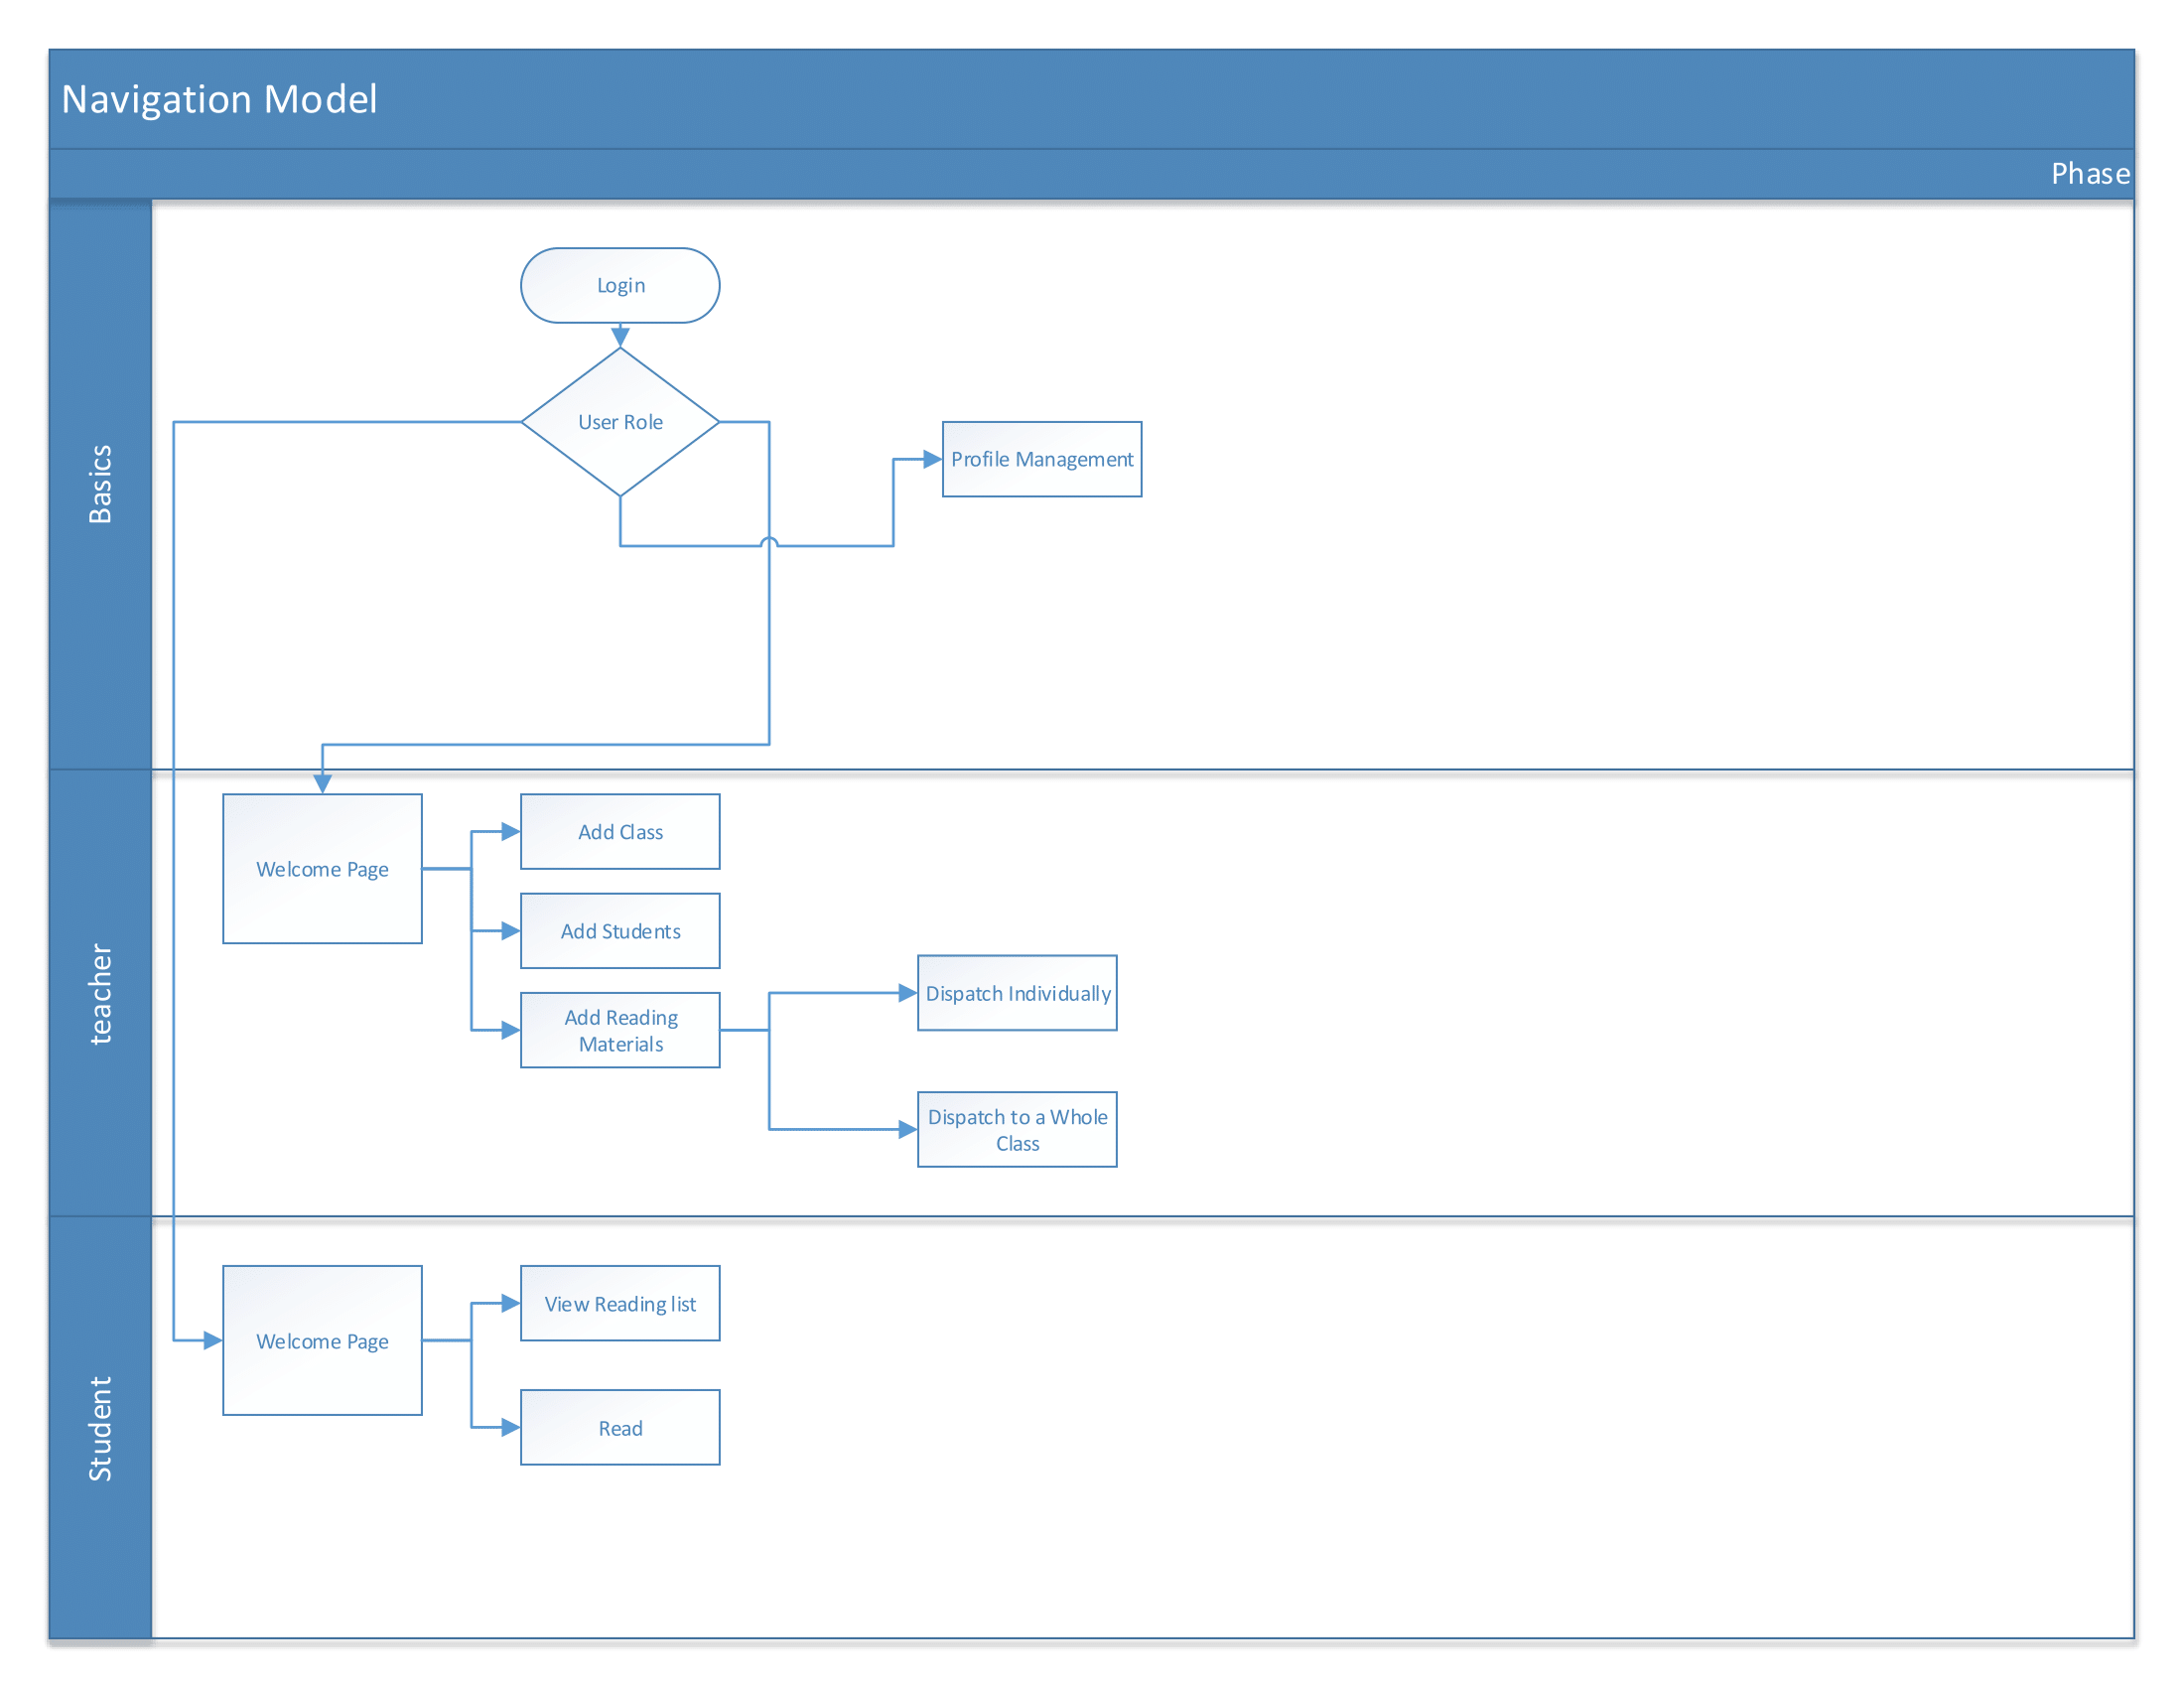 Navigation Model
Phase
Basics
Login
User Role
Profile Management
teacher
Welcome Page
Add Class
Add Students
Add Reading
Materials
Dispatch Individually
Dispatch to a Whole
Class
Student
Welcome Page
View Reading list
Read